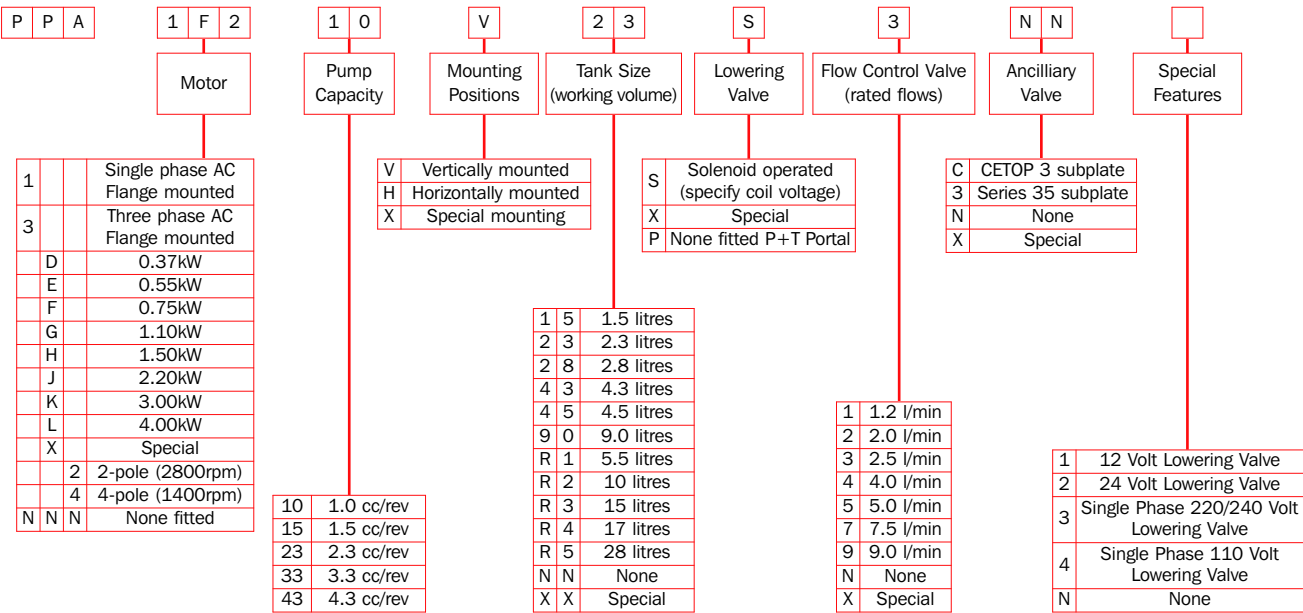 P P A 1 F 2 1 0 V 2 3 S 3 N N
Motor
Pump
Capacity
Mounting
Positions
Tank Size
(working volume)
Lowering
Valve
Flow Control Valve
(rated flows)
Ancilliary
Valve
Special
Features
1 Single phase AC
Flange mounted
3 Three phase AC
Flange mounted
D 0.37kW
E 0.55kW
F 0.75kW
G 1.10kW
H 1.50kW
J 2.20kW
K 3.00kW
L 4.00kW
X Special
2 2-pole (2800rpm)
4 4-pole (1400rpm)
N N N None fitted
10 1.0 cc/rev
15 1.5 cc/rev
23 2.3 cc/rev
33 3.3 cc/rev
43 4.3 cc/rev
V Vertically mounted
H Horizontally mounted
X Special mounting
1 5 1.5 litres
2 3 2.3 litres
2 8 2.8 litres
4 3 4.3 litres
4 5 4.5 litres
9 0 9.0 litres
R 1 5.5 litres
R 2 10 litres
R 3 15 litres
R 4 17 litres
R 5 28 litres
N N None
X X Special
S Solenoid operated
(specify coil voltage)
X Special
P None fitted P+T Portal
1 1.2 l/min
2 2.0 l/min
3 2.5 l/min
4 4.0 l/min
5 5.0 l/min
7 7.5 l/min
9 9.0 l/min
N None
X Special
C CETOP 3 subplate
3 Series 35 subplate
N None
X Special
1 12 Volt Lowering Valve
2 24 Volt Lowering Valve
3 Single Phase 220/240 Volt
Lowering Valve
4 Single Phase 110 Volt
Lowering Valve
N None